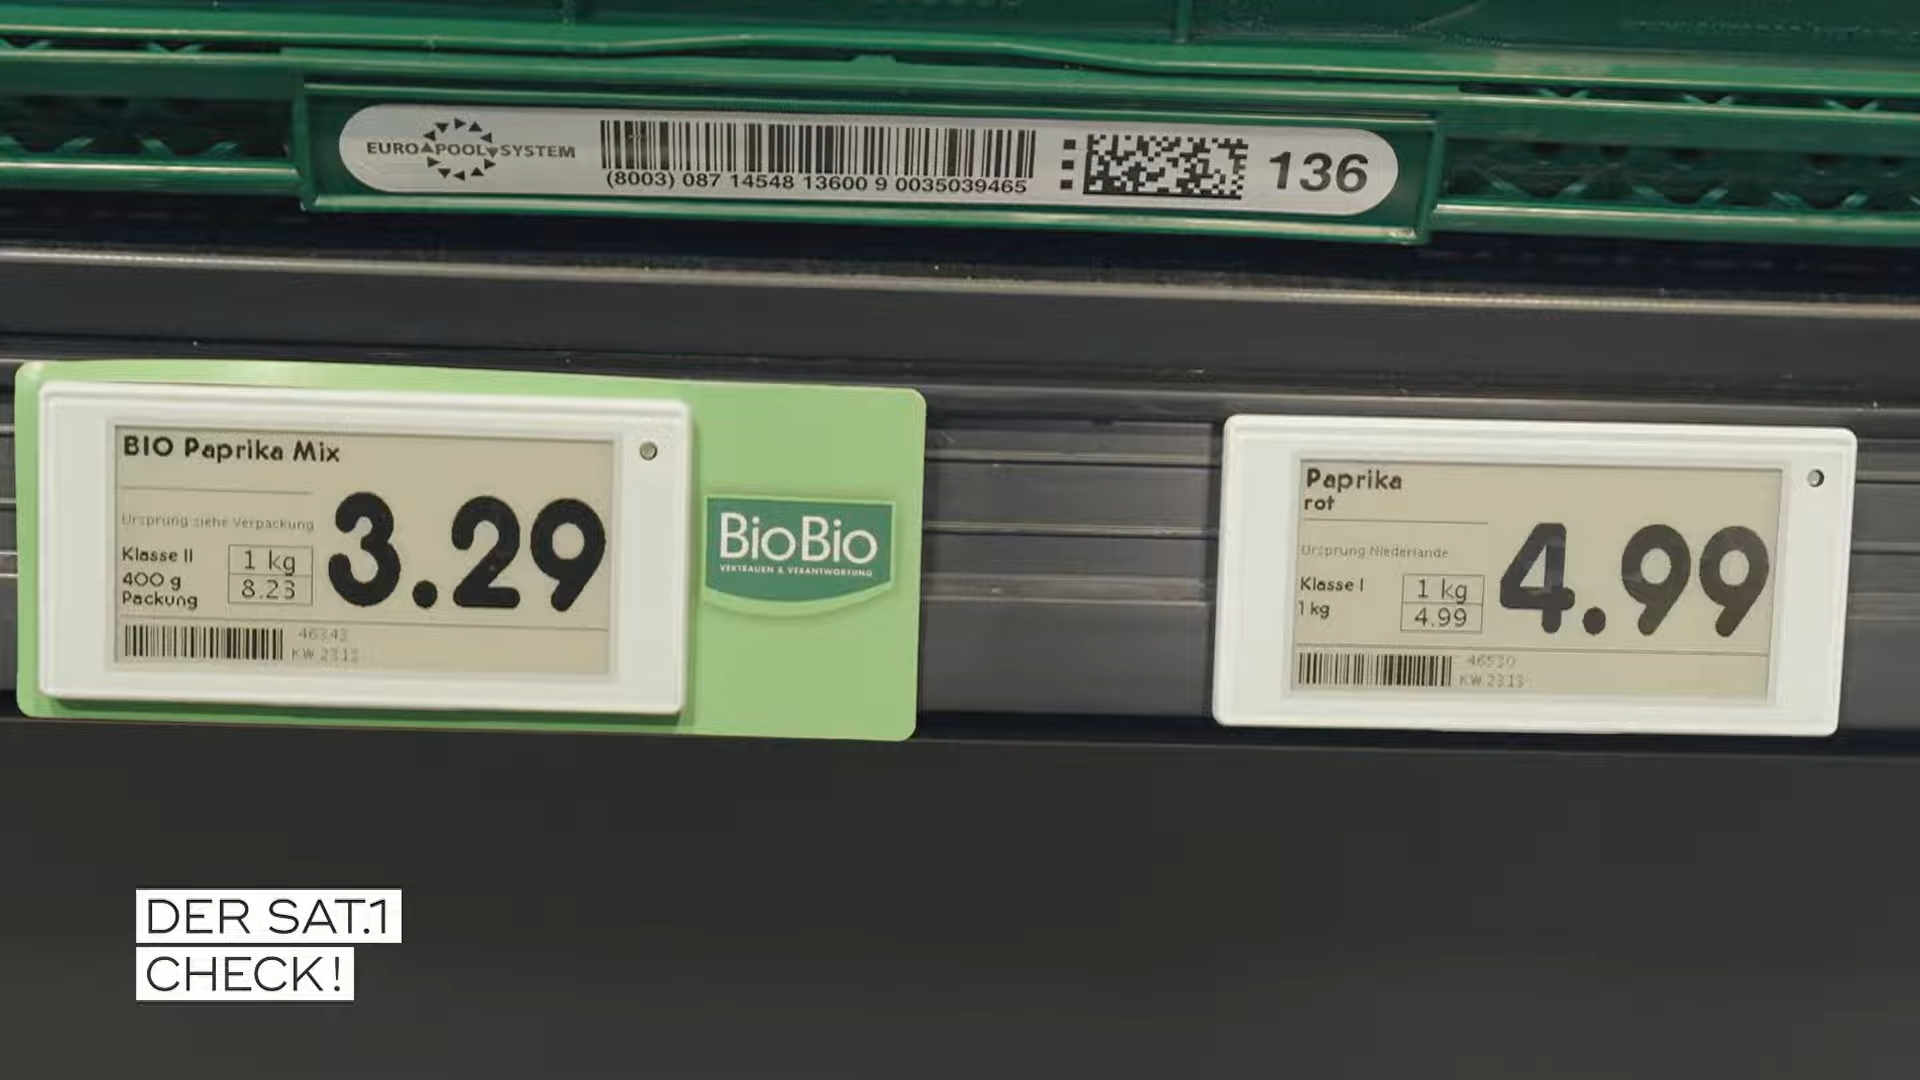 EURO POOL SYSTEM
(8003) 087 14548 13600 9 0035039465
136
BIO Paprika Mix
Ursprung siehe Verpackung
Klasse II
400 g
Packung
1 kg
8.23
3.29
46343
KW 2313
BioBio
VERTRAUEN & VERANTWORTUNG
Paprika
rot
Ursprung Niederlande
Klasse I
1 kg
1 kg
4.99
4.99
46530
KW 2313
DER SAT.1
CHECK!